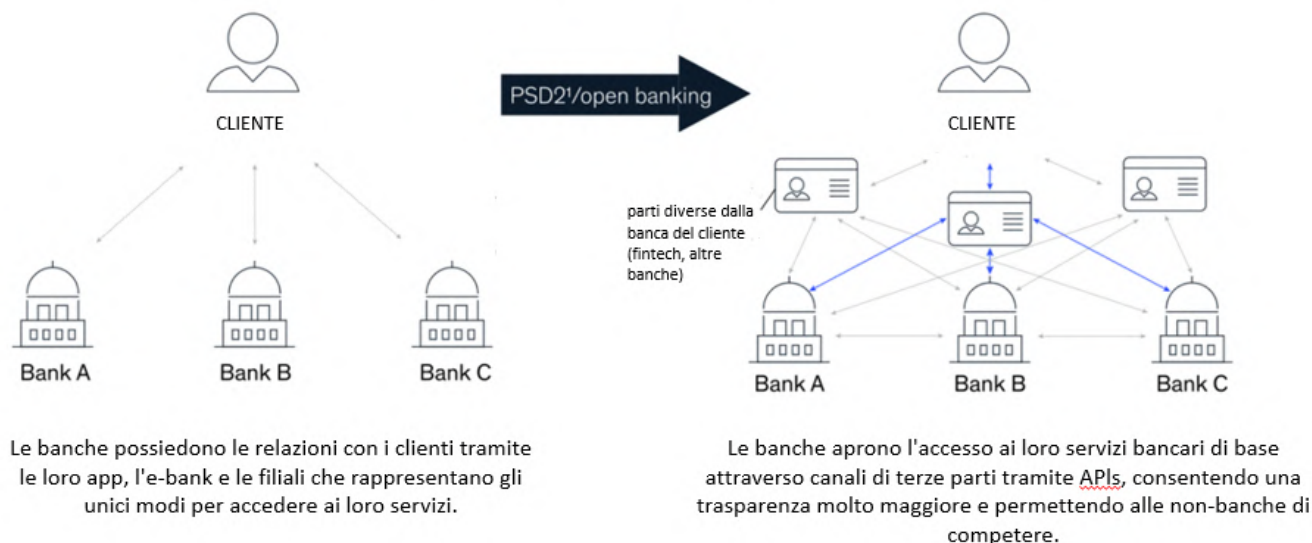 CLIENTE
Bank A
Bank B
Bank C
Le banche possiedono le relazioni con i clienti tramite
le loro app, l'e-bank e le filiali che rappresentano gli
unici modi per accedere ai loro servizi.
PSD2¹/open banking
CLIENTE
parti diverse dalla
banca del cliente
(fintech, altre
banche)
Bank A
Bank B
Bank C
Le banche aprono l'accesso ai loro servizi bancari di base
attraverso canali di terze parti tramite APIs, consentendo una
trasparenza molto maggiore e permettendo alle non-banche di
competere.